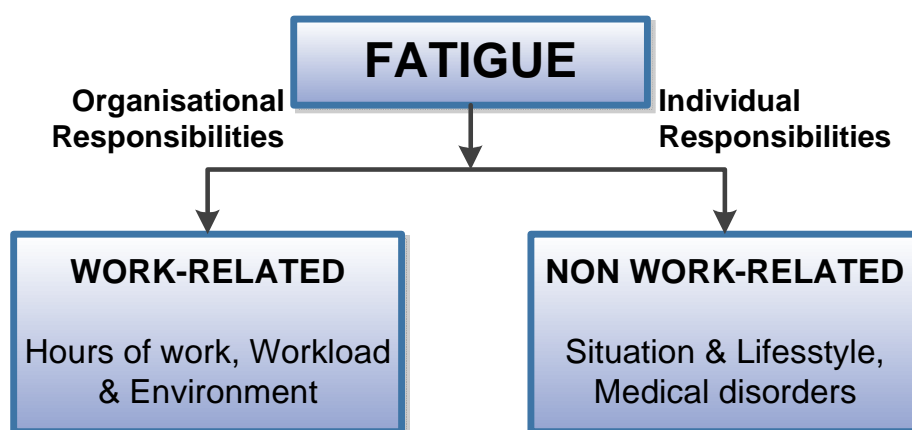 FATIGUE
Organisational
Responsibilities
Individual
Responsibilities
WORK-RELATED
Hours of work, Workload
& Environment
NON WORK-RELATED
Situation & Lifesstyle,
Medical disorders